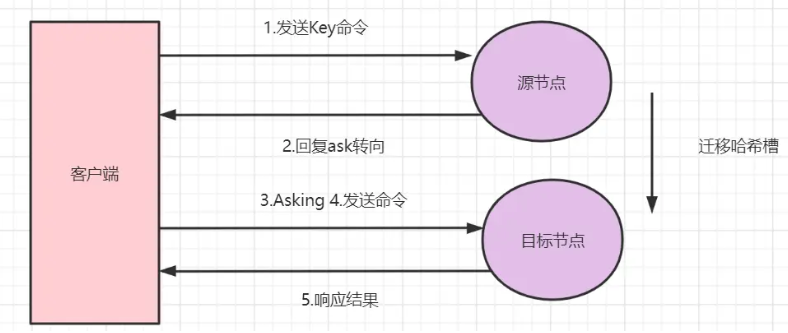 1.发送Key命令
源节点
2.回复ask转向
迁移哈希槽
客户端
3.Asking 4.发送命令
目标节点
5.响应结果